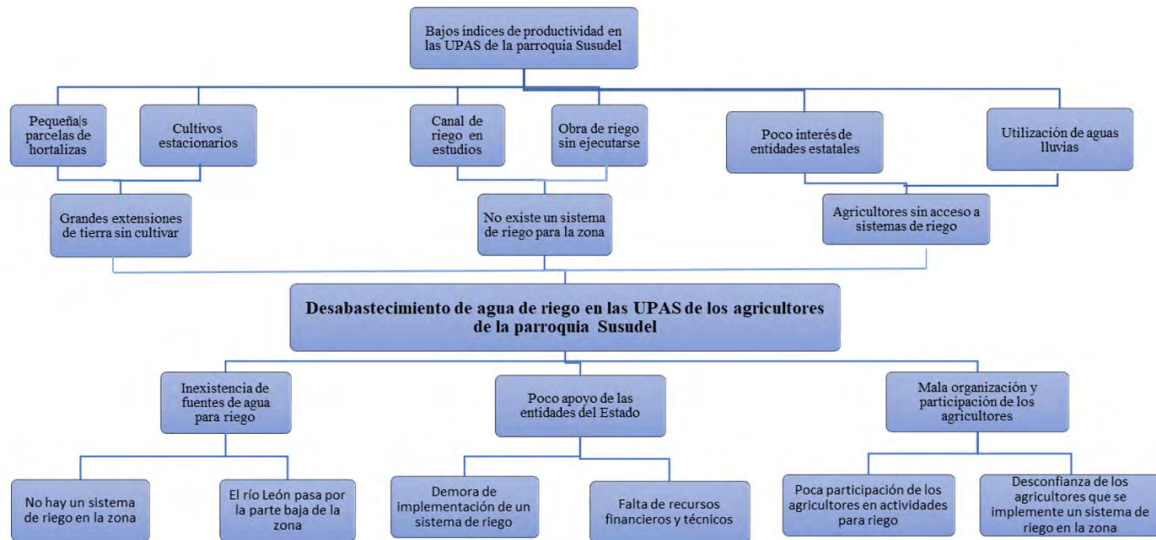 Bajos índices de productividad en
las UPAS de la parroquia Susudel
Pequeña|s
parcelas de
hortalizas
Cultivos
estacionarios
Canal de
riego en
estudios
Obra de riego
sin ejecutarse
Poco interés de
entidades estatales
Utilización de aguas
lluvias
Grandes extensiones
de tierra sin cultivar
No existe un sistema
de riego para la zona
Agricultores sin acceso a
sistemas de riego
Desabastecimiento de agua de riego en las UPAS de los agricultores
de la parroquia Susudel
Inexistencia de
fuentes de agua
para riego
Poco apoyo de las
entidades del Estado
Mala organización y
participación de los
agricultores
No hay un sistema
de riego en la zona
El río León pasa por
la parte baja de la
zona
Demora de
implementación de un
sistema de riego
Falta de recursos
financieros y técnicos
Poca participación de los
agricultores en actividades
para riego
Desconfianza de los
agricultores que se
implemente un sistema de
riego en la zona